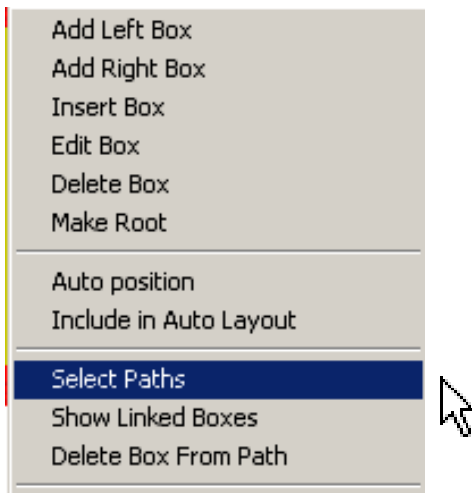 Add Left Box
Add Right Box
Insert Box
Edit Box
Delete Box
Make Root
Auto position
Include in Auto Layout
Select Paths
Show Linked Boxes
Delete Box From Path